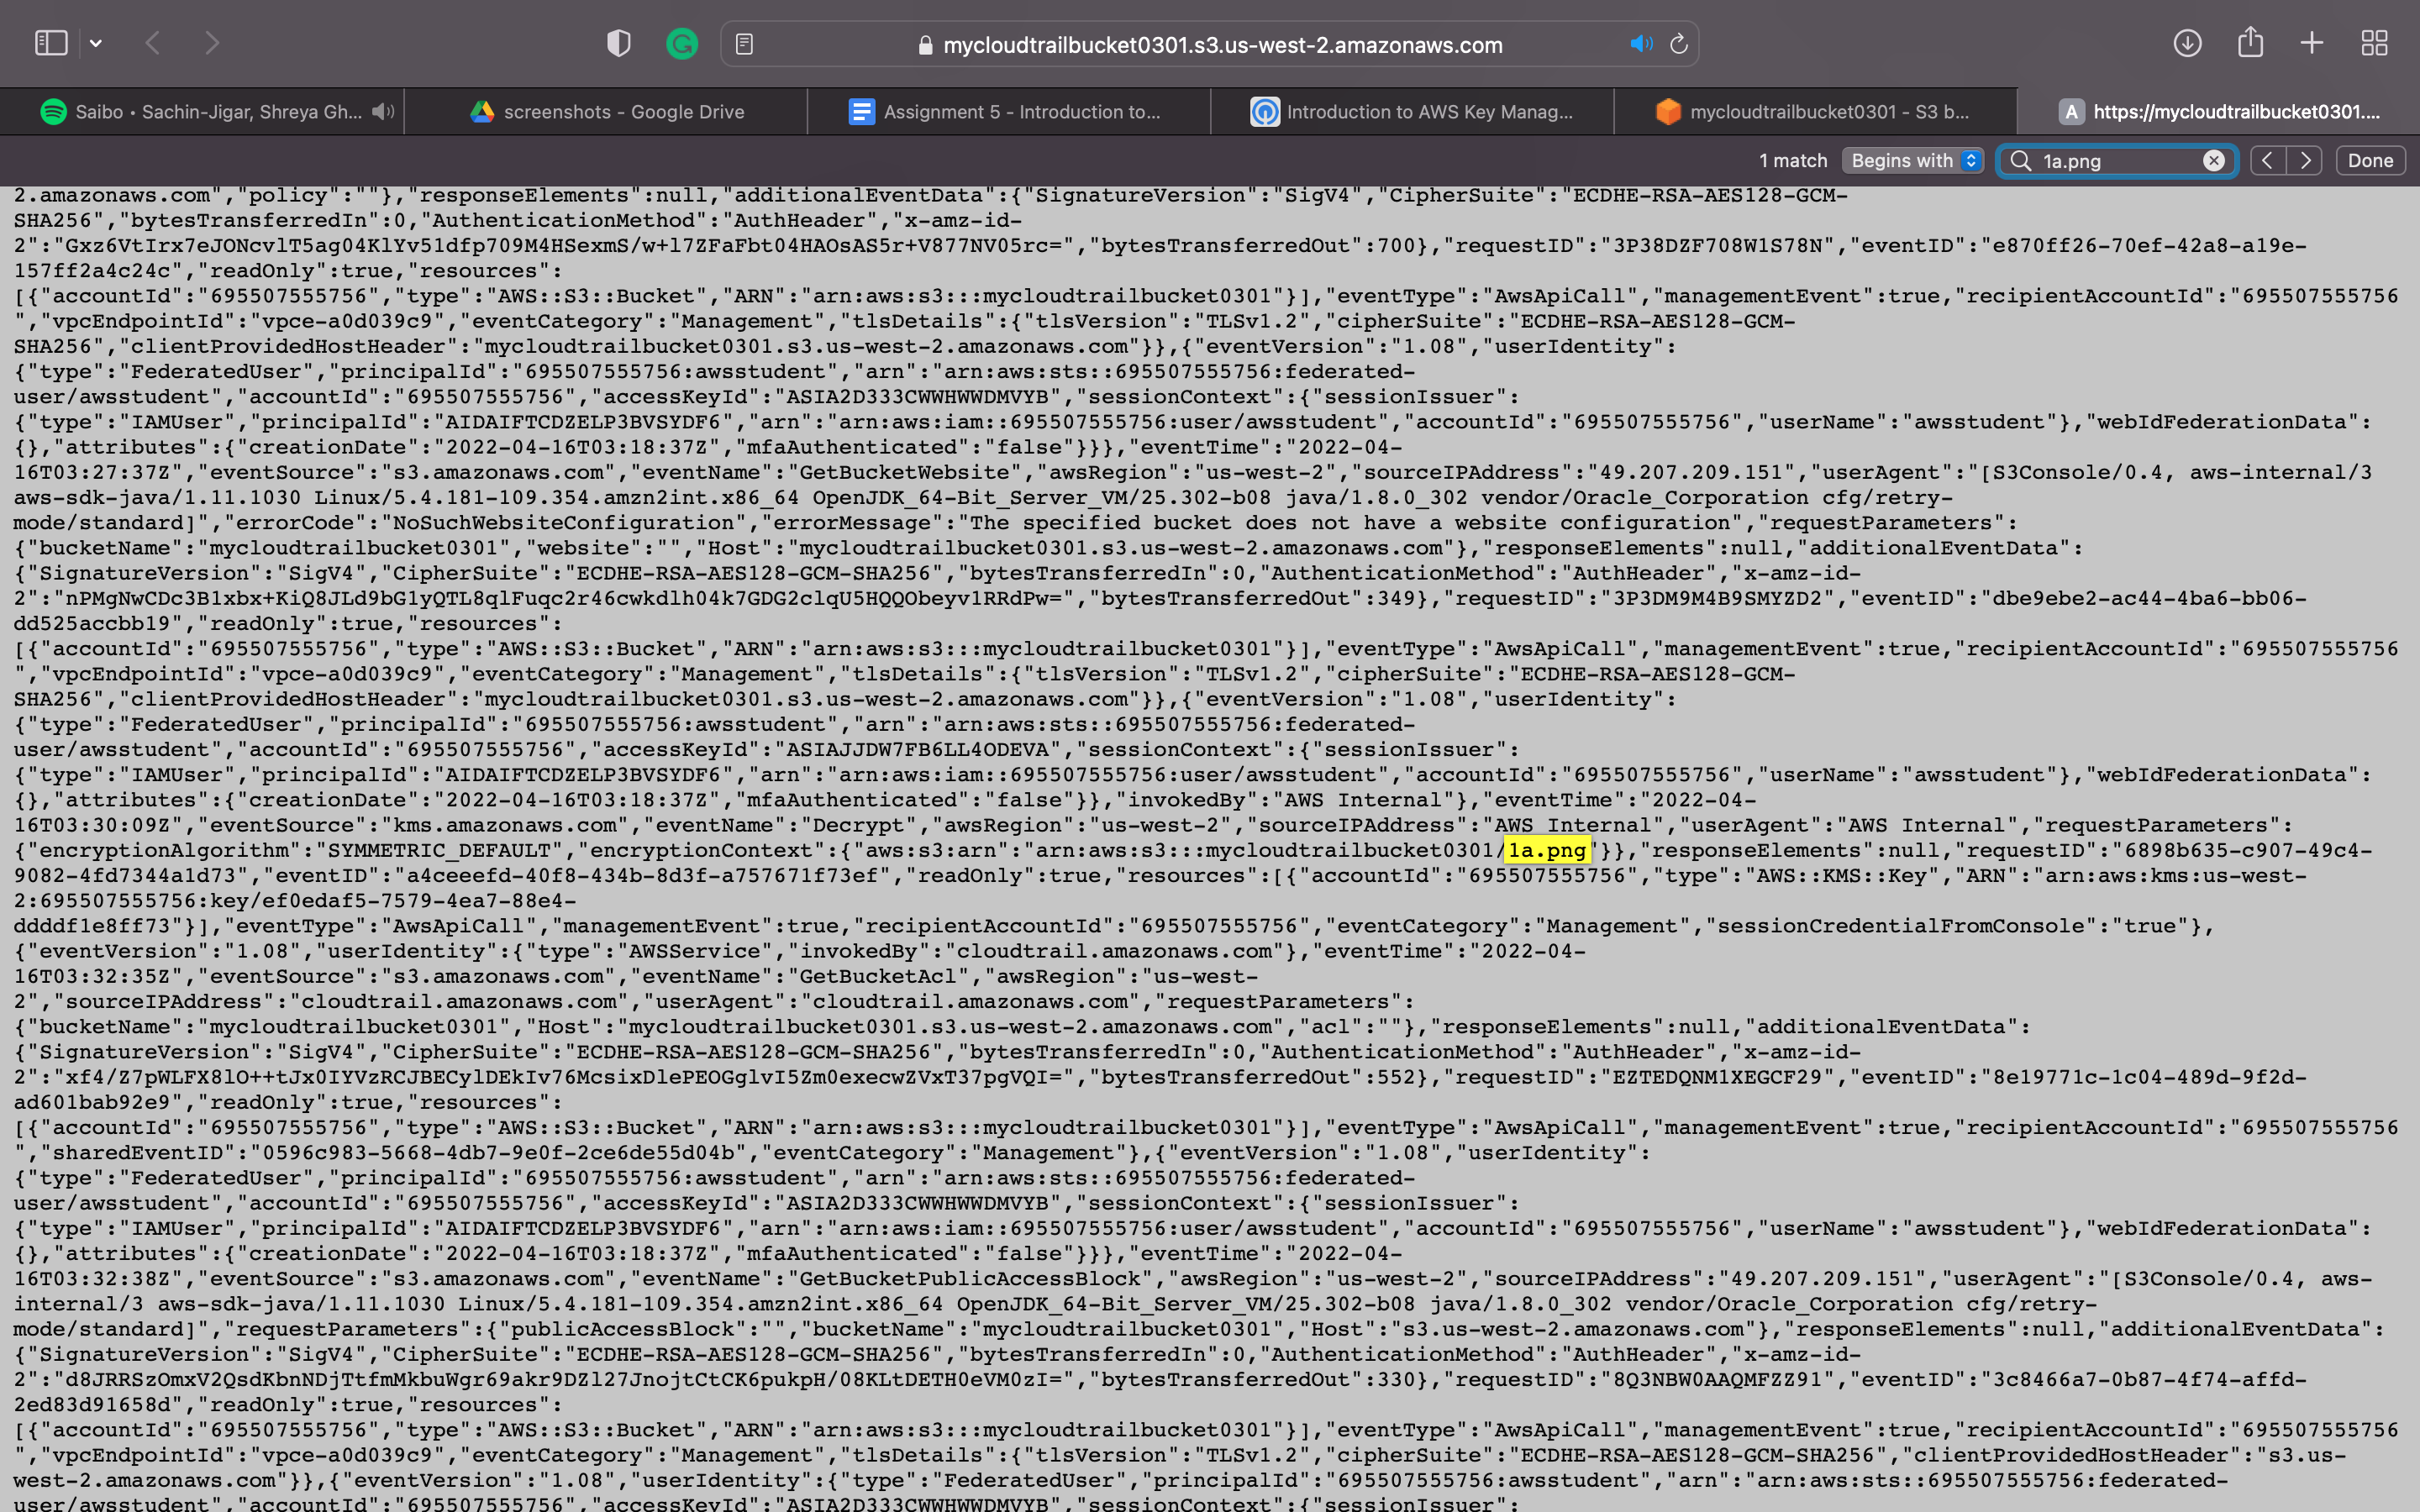 mycloudtrailbucket0301.s3.us-west-2.amazonaws.com
Saibo • Sachin-Jigar, Shreya Gh...
screenshots - Google Drive
Assignment 5 - Introduction to...
Introduction to AWS Key Manag...
mycloudtrailbucket0301 - S3 b...
A https://mycloudtrailbucket0301....
1 match Begins with 1a.png Done
2.amazonaws.com","policy":""},"responseElements":null,"additionalEventData":{"SignatureVersion":"SigV4","CipherSuite":"ECDHE-RSA-AES128-GCM-
SHA256","bytesTransferredIn":0,"AuthenticationMethod":"AuthHeader","x-amz-id-
2":"Gxz6VtIrx7eJONcvlT5ag04KlYv51dfp709M4HSexmS/w+l7ZFaFbt04HAOsAS5r+V877NV05rc=","bytesTransferredOut":700},"requestID":"3P38DZF708W1S78N","eventID":"e870ff26-70ef-42a8-a19e-
157ff2a4c24c","readOnly":true,"resources":
[{"accountId":"695507555756","type":"AWS::S3::Bucket","ARN":"arn:aws:s3:::mycloudtrailbucket0301"}],"eventType":"AwsApiCall","managementEvent":true,"recipientAccountId":"695507555756
","vpcEndpointId":"vpce-a0d039c9","eventCategory":"Management","tlsDetails":{"tlsVersion":"TLSv1.2","cipherSuite":"ECDHE-RSA-AES128-GCM-
SHA256","clientProvidedHostHeader":"mycloudtrailbucket0301.s3.us-west-2.amazonaws.com"}},{"eventVersion":"1.08","userIdentity":
{"type":"FederatedUser","principalId":"695507555756:awsstudent","arn":"arn:aws:sts::695507555756:federated-
user/awsstudent","accountId":"695507555756","accessKeyId":"ASIA2D333CWWHWWDMVYB","sessionContext":{"sessionIssuer":
{"type":"IAMUser","principalId":"AIDAIFTCDZELP3BVSYDF6","arn":"arn:aws:iam::695507555756:user/awsstudent","accountId":"695507555756","userName":"awsstudent"},"webIdFederationData":
{},"attributes":{"creationDate":"2022-04-16T03:18:37Z","mfaAuthenticated":"false"}}},"eventTime":"2022-04-
16T03:27:37Z","eventSource":"s3.amazonaws.com","eventName":"GetBucketWebsite","awsRegion":"us-west-2","sourceIPAddress":"49.207.209.151","userAgent":"[S3Console/0.4, aws-internal/3
aws-sdk-java/1.11.1030 Linux/5.4.181-109.354.amzn2int.x86_64 OpenJDK_64-Bit_Server_VM/25.302-b08 java/1.8.0_302 vendor/Oracle_Corporation cfg/retry-
mode/standard]","errorCode":"NoSuchWebsiteConfiguration","errorMessage":"The specified bucket does not have a website configuration","requestParameters":
{"bucketName":"mycloudtrailbucket0301","website":"","Host":"mycloudtrailbucket0301.s3.us-west-2.amazonaws.com"},"responseElements":null,"additionalEventData":
{"SignatureVersion":"SigV4","CipherSuite":"ECDHE-RSA-AES128-GCM-SHA256","bytesTransferredIn":0,"AuthenticationMethod":"AuthHeader","x-amz-id-
2":"nPMgNwCDc3B1xbx+KiQ8JLd9bG1yQTL8qlFuqc2r46cwkdlh04k7GDG2clqU5HQQObeyv1RRdPw=","bytesTransferredOut":349},"requestID":"3P3DM9M4B9SMYZD2","eventID":"dbe9ebe2-ac44-4ba6-bb06-
dd525accbb19","readOnly":true,"resources":
[{"accountId":"695507555756","type":"AWS::S3::Bucket","ARN":"arn:aws:s3:::mycloudtrailbucket0301"}],"eventType":"AwsApiCall","managementEvent":true,"recipientAccountId":"695507555756
","vpcEndpointId":"vpce-a0d039c9","eventCategory":"Management","tlsDetails":{"tlsVersion":"TLSv1.2","cipherSuite":"ECDHE-RSA-AES128-GCM-
SHA256","clientProvidedHostHeader":"mycloudtrailbucket0301.s3.us-west-2.amazonaws.com"}},{"eventVersion":"1.08","userIdentity":
{"type":"FederatedUser","principalId":"695507555756:awsstudent","arn":"arn:aws:sts::695507555756:federated-
user/awsstudent","accountId":"695507555756","accessKeyId":"ASIAJJDW7FB6LL4ODEVA","sessionContext":{"sessionIssuer":
{"type":"IAMUser","principalId":"AIDAIFTCDZELP3BVSYDF6","arn":"arn:aws:iam::695507555756:user/awsstudent","accountId":"695507555756","userName":"awsstudent"},"webIdFederationData":
{},"attributes":{"creationDate":"2022-04-16T03:18:37Z","mfaAuthenticated":"false"}},"invokedBy":"AWS Internal"},"eventTime":"2022-04-
16T03:30:09Z","eventSource":"kms.amazonaws.com","eventName":"Decrypt","awsRegion":"us-west-2","sourceIPAddress":"AWS Internal","userAgent":"AWS Internal","requestParameters":
{"encryptionAlgorithm":"SYMMETRIC_DEFAULT","encryptionContext":{"aws:s3:arn":"arn:aws:s3:::mycloudtrailbucket0301/1a.png"}},"responseElements":null,"requestID":"6898b635-c907-49c4-
9082-4fd7344a1d73","eventID":"a4ceeefd-40f8-434b-8d3f-a757671f73ef","readOnly":true,"resources":[{"accountId":"695507555756","type":"AWS::KMS::Key","ARN":"arn:aws:kms:us-west-
2:695507555756:key/ef0edaf5-7579-4ea7-88e4-
ddddf1e8ff73"}],"eventType":"AwsApiCall","managementEvent":true,"recipientAccountId":"695507555756","eventCategory":"Management","sessionCredentialFromConsole":"true"},
{"eventVersion":"1.08","userIdentity":{"type":"AWSService","invokedBy":"cloudtrail.amazonaws.com"},"eventTime":"2022-04-
16T03:32:35Z","eventSource":"s3.amazonaws.com","eventName":"GetBucketAcl","awsRegion":"us-west-
2","sourceIPAddress":"cloudtrail.amazonaws.com","userAgent":"cloudtrail.amazonaws.com","requestParameters":
{"bucketName":"mycloudtrailbucket0301","Host":"mycloudtrailbucket0301.s3.us-west-2.amazonaws.com","acl":""},"responseElements":null,"additionalEventData":
{"SignatureVersion":"SigV4","CipherSuite":"ECDHE-RSA-AES128-GCM-SHA256","bytesTransferredIn":0,"AuthenticationMethod":"AuthHeader","x-amz-id-
2":"xf4/Z7pWLFX8lO++tJx0IYVzRCJBECylDEkIv76McsixDlePEOGglvI5Zm0execwZVxT37pgVQI=","bytesTransferredOut":552},"requestID":"EZTEDQNM1XEGCF29","eventID":"8e19771c-1c04-489d-9f2d-
ad601bab92e9","readOnly":true,"resources":
[{"accountId":"695507555756","type":"AWS::S3::Bucket","ARN":"arn:aws:s3:::mycloudtrailbucket0301"}],"eventType":"AwsApiCall","managementEvent":true,"recipientAccountId":"695507555756
","sharedEventID":"0596c983-5668-4db7-9e0f-2ce6de55d04b","eventCategory":"Management"},{"eventVersion":"1.08","userIdentity":
{"type":"FederatedUser","principalId":"695507555756:awsstudent","arn":"arn:aws:sts::695507555756:federated-
user/awsstudent","accountId":"695507555756","accessKeyId":"ASIA2D333CWWHWWDMVYB","sessionContext":{"sessionIssuer":
{"type":"IAMUser","principalId":"AIDAIFTCDZELP3BVSYDF6","arn":"arn:aws:iam::695507555756:user/awsstudent","accountId":"695507555756","userName":"awsstudent"},"webIdFederationData":
{},"attributes":{"creationDate":"2022-04-16T03:18:37Z","mfaAuthenticated":"false"}}},"eventTime":"2022-04-
16T03:32:38Z","eventSource":"s3.amazonaws.com","eventName":"GetBucketPublicAccessBlock","awsRegion":"us-west-2","sourceIPAddress":"49.207.209.151","userAgent":"[S3Console/0.4, aws-
internal/3 aws-sdk-java/1.11.1030 Linux/5.4.181-109.354.amzn2int.x86_64 OpenJDK_64-Bit_Server_VM/25.302-b08 java/1.8.0_302 vendor/Oracle_Corporation cfg/retry-
mode/standard]","requestParameters":{"publicAccessBlock":"","bucketName":"mycloudtrailbucket0301","Host":"s3.us-west-2.amazonaws.com"},"responseElements":null,"additionalEventData":
{"SignatureVersion":"SigV4","CipherSuite":"ECDHE-RSA-AES128-GCM-SHA256","bytesTransferredIn":0,"AuthenticationMethod":"AuthHeader","x-amz-id-
2":"d8JRRSzOmxV2QsdKbnNDjTtfmMkbuWgr69akr9DZl27JnojtCtCK6pukpH/08KLtDETH0eVM0zI=","bytesTransferredOut":330},"requestID":"8Q3NBW0AAQMFZZ91","eventID":"3c8466a7-0b87-4f74-affd-
2ed83d91658d","readOnly":true,"resources":
[{"accountId":"695507555756","type":"AWS::S3::Bucket","ARN":"arn:aws:s3:::mycloudtrailbucket0301"}],"eventType":"AwsApiCall","managementEvent":true,"recipientAccountId":"695507555756
","vpcEndpointId":"vpce-a0d039c9","eventCategory":"Management","tlsDetails":{"tlsVersion":"TLSv1.2","cipherSuite":"ECDHE-RSA-AES128-GCM-SHA256","clientProvidedHostHeader":"s3.us-
west-2.amazonaws.com"}},{"eventVersion":"1.08","userIdentity":{"type":"FederatedUser","principalId":"695507555756:awsstudent","arn":"arn:aws:sts::695507555756:federated-
user/awsstudent","accountId":"695507555756","accessKeyId":"ASIA2D333CWWHWWDMVYB","sessionContext":{"sessionIssuer":